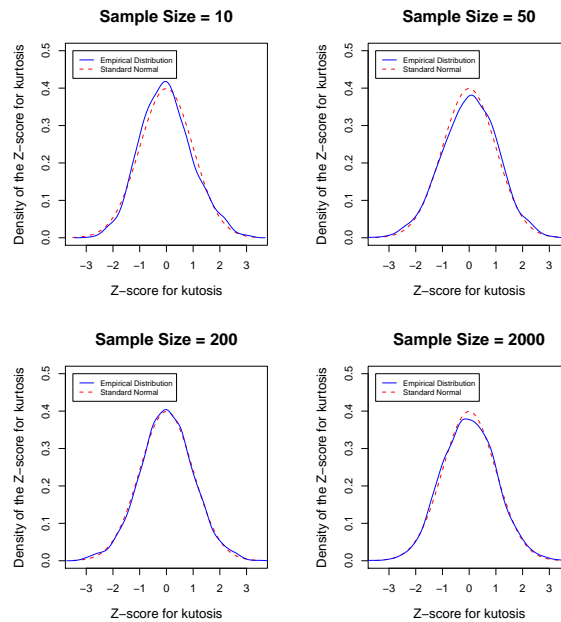 Sample Size = 10
Density of the Z−score for kurtosis
0.0 0.1 0.2 0.3 0.4 0.5
Empirical Distribution
Standard Normal
−3 −2 −1 0 1 2 3
Z−score for kutosis
Sample Size = 50
Density of the Z−score for kurtosis
0.0 0.1 0.2 0.3 0.4 0.5
Empirical Distribution
Standard Normal
−3 −2 −1 0 1 2 3
Z−score for kutosis
Sample Size = 200
Density of the Z−score for kurtosis
0.0 0.1 0.2 0.3 0.4 0.5
Empirical Distribution
Standard Normal
−3 −2 −1 0 1 2 3
Z−score for kutosis
Sample Size = 2000
Density of the Z−score for kurtosis
0.0 0.1 0.2 0.3 0.4 0.5
Empirical Distribution
Standard Normal
−3 −2 −1 0 1 2 3
Z−score for kutosis